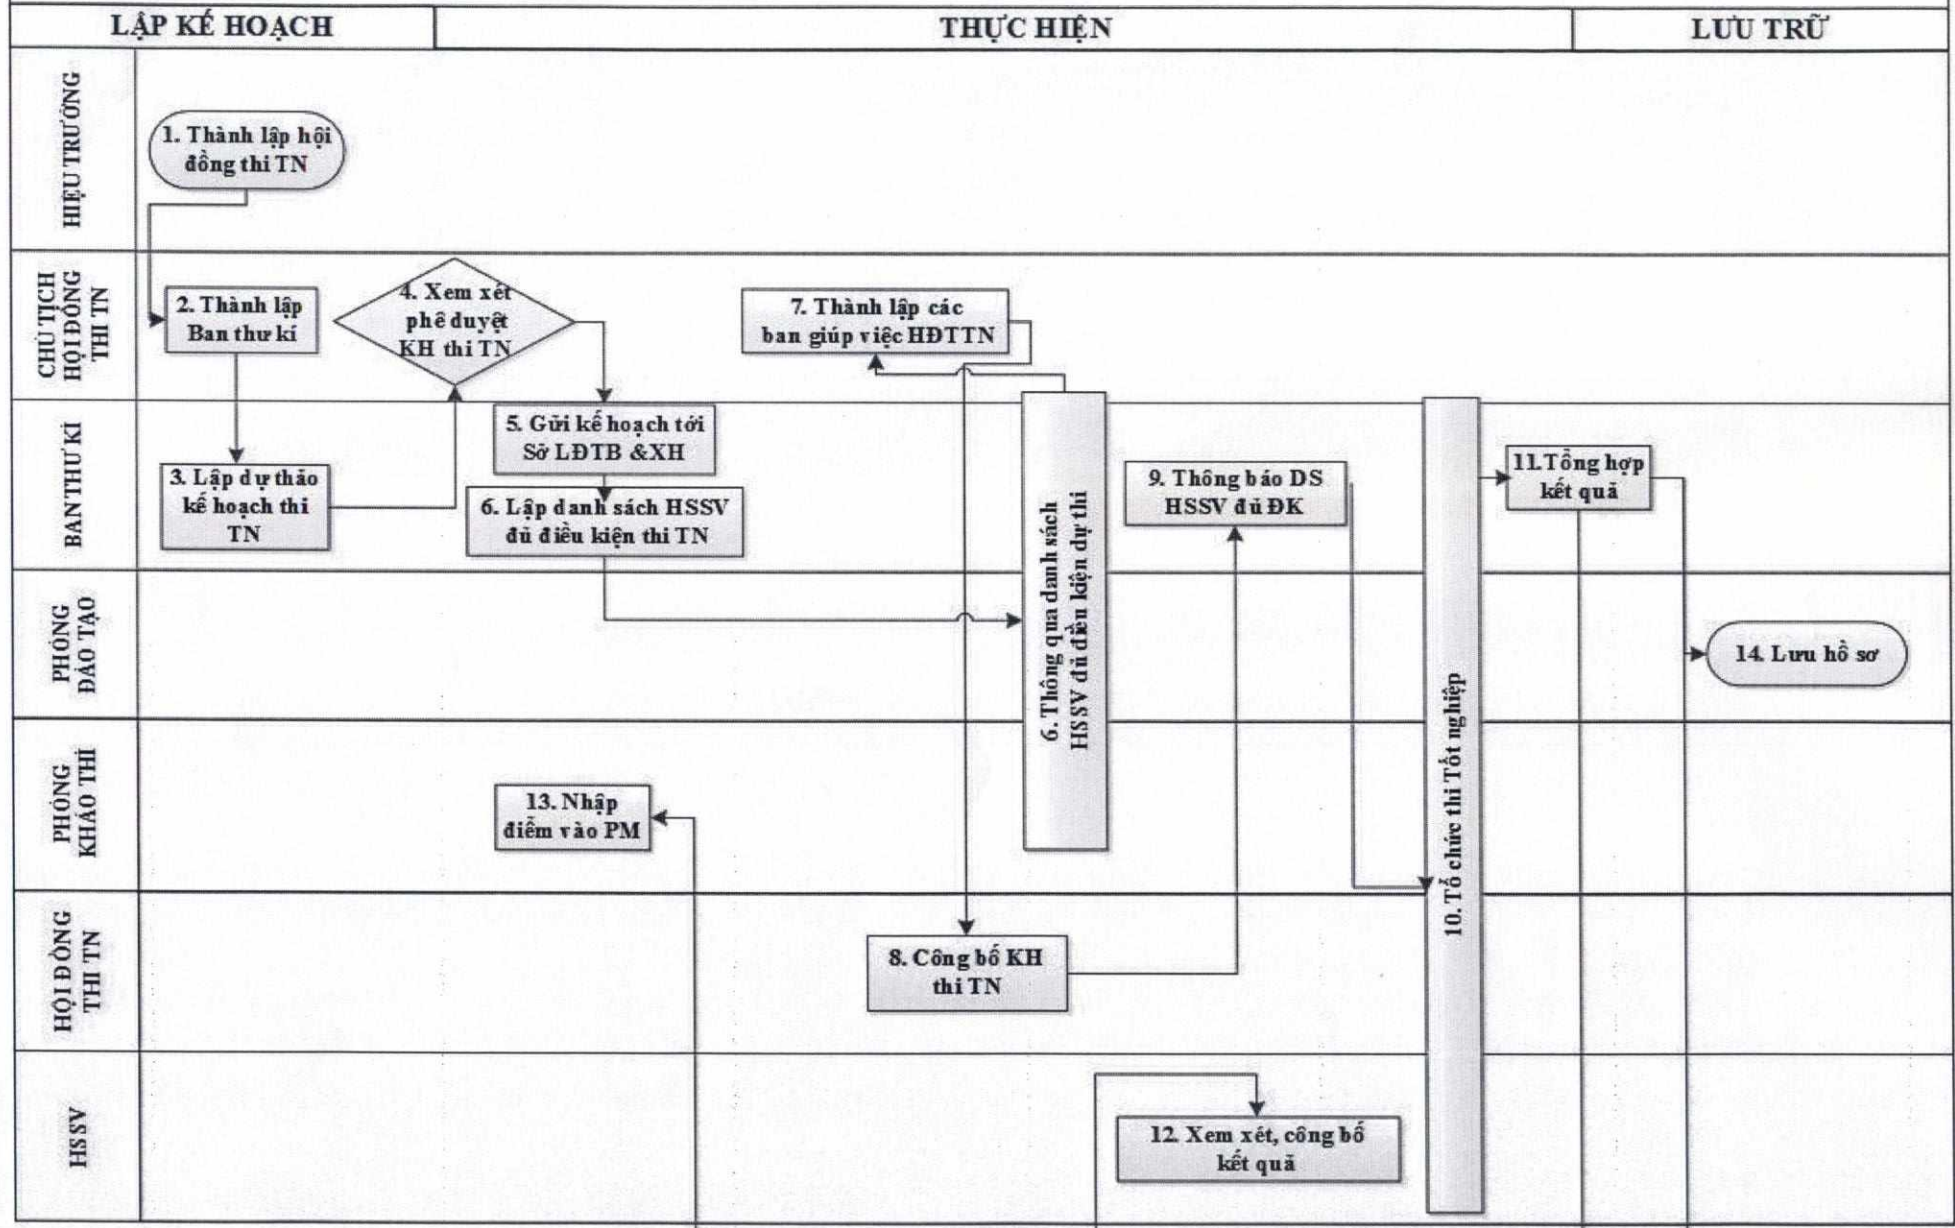 LẬP KẾ HOẠCH
THỰC HIỆN
LƯU TRỮ
HIỆU TRƯỞNG
1. Thành lập hội
đồng thi TN
CHỦ TỊCH
HỘI ĐỒNG
THI TN
2. Thành lập
Ban thư kí
4. Xem xét
phê duyệt
KH thi TN
7. Thành lập các
ban giúp việc HĐTTN
BAN THƯ KÍ
3. Lập dự thảo
kế hoạch thi
TN
5. Gửi kế hoạch tới
Sở LĐTB &XH
6. Lập danh sách HSSV
đủ điều kiện thi TN
6. Thông qua danh sách
HSSV đủ điều kiện dự thi
9. Thông báo DS
HSSV đủ ĐK
10. Tổ chức thi Tốt nghiệp
11.Tổng hợp
kết quả
PHÒNG
ĐÀO TẠO
14. Lưu hồ sơ
PHÒNG
KHẢO THÍ
13. Nhập
điểm vào PM
HỘI ĐỒNG
THI TN
8. Công bố KH
thi TN
HSSV
12. Xem xét, công bố
kết quả